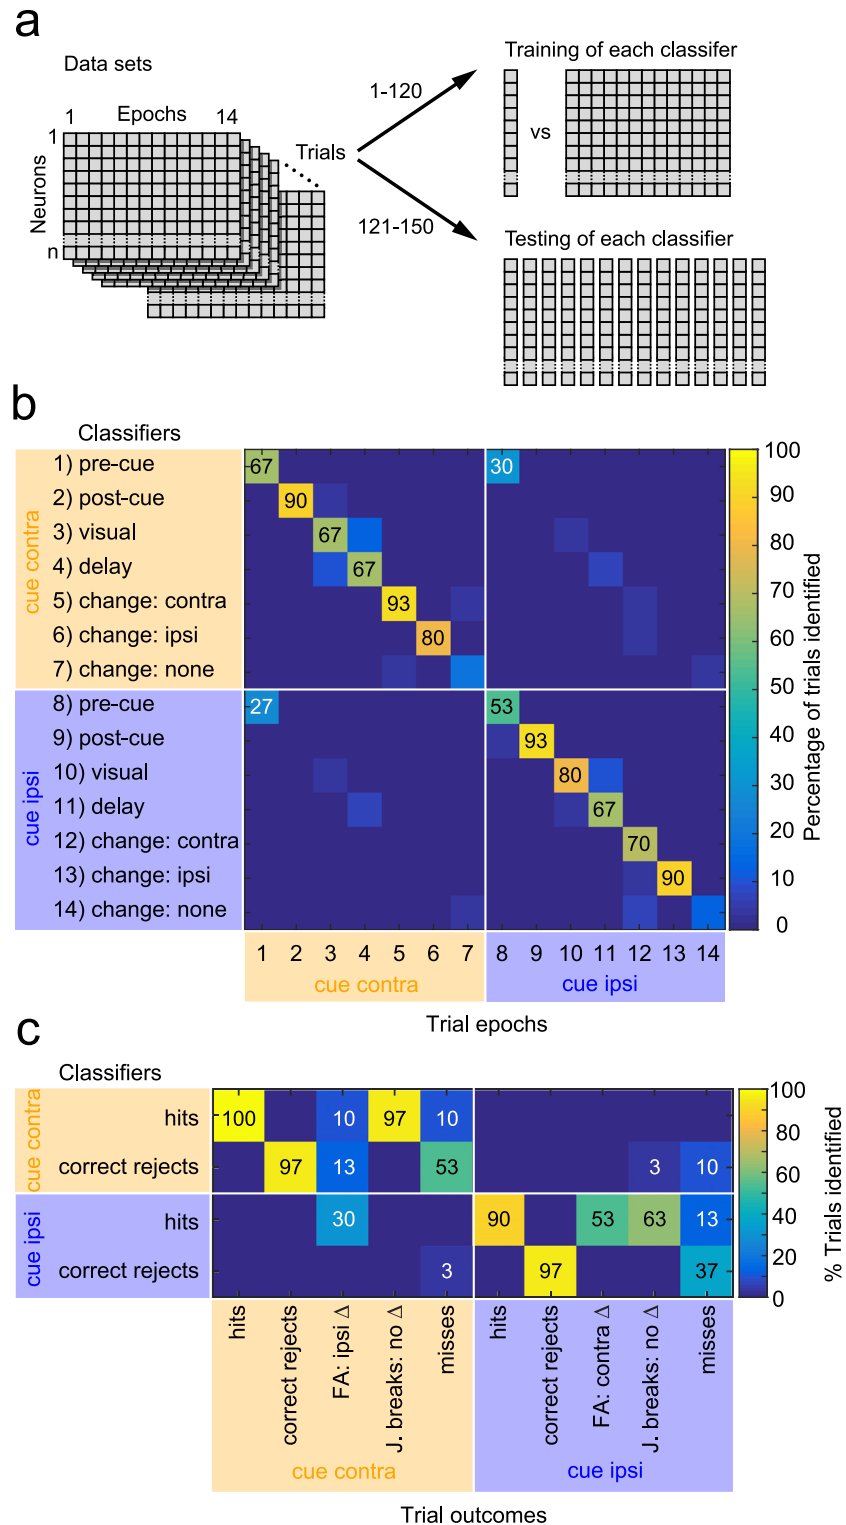 a
Data sets
Training of each classifer
1 Epochs 14
1-120
vs
1
Neurons
n
Trials
121-150
Testing of each classifier
b
Classifiers
cue contra
1) pre-cue
2) post-cue
3) visual
4) delay
5) change: contra
6) change: ipsi
7) change: none
cue ipsi
8) pre-cue
9) post-cue
10) visual
11) delay
12) change: contra
13) change: ipsi
14) change: none
67 30
90
67
67
93
80
27 53
93
80
67
70
90
1 2 3 4 5 6 7 8 9 10 11 12 13 14
cue contra cue ipsi
Trial epochs
100
90
80
70
60
50
40
30
20
10
0
Percentage of trials identified
c
Classifiers
cue contra
hits 100 10 97 10
correct rejects 97 13 53 3 10
cue ipsi
hits 30 90 53 63 13
correct rejects 3 97 37
100
80
60
40
20
0
% Trials identified
hits
correct rejects
FA: ipsi Δ
J. breaks: no Δ
misses
hits
correct rejects
FA: contra Δ
J. breaks: no Δ
misses
cue contra cue ipsi
Trial outcomes